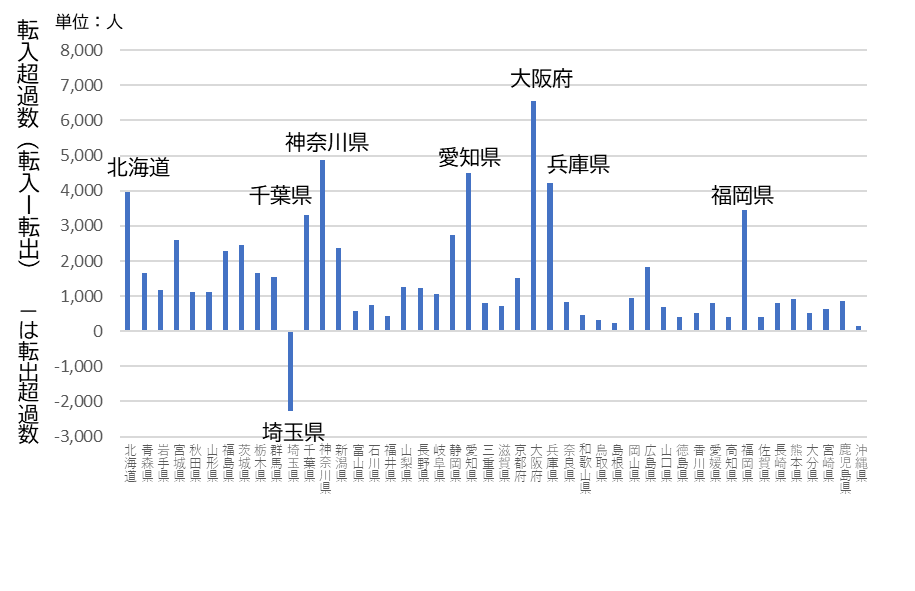 単位：人
転入超過数（転入ー転出）　－は転出超過数
8,000
7,000
6,000
5,000
4,000
3,000
2,000
1,000
0
-1,000
-2,000
-3,000
北海道
千葉県
神奈川県
愛知県
大阪府
兵庫県
福岡県
埼玉県
北海道
青森県
岩手県
宮城県
秋田県
山形県
福島県
茨城県
栃木県
群馬県
埼玉県
千葉県
神奈川県
新潟県
富山県
石川県
福井県
山梨県
長野県
岐阜県
静岡県
愛知県
三重県
滋賀県
京都府
大阪府
兵庫県
奈良県
和歌山県
鳥取県
島根県
岡山県
広島県
山口県
徳島県
香川県
愛媛県
高知県
福岡県
佐賀県
長崎県
熊本県
大分県
宮崎県
鹿児島県
沖縄県